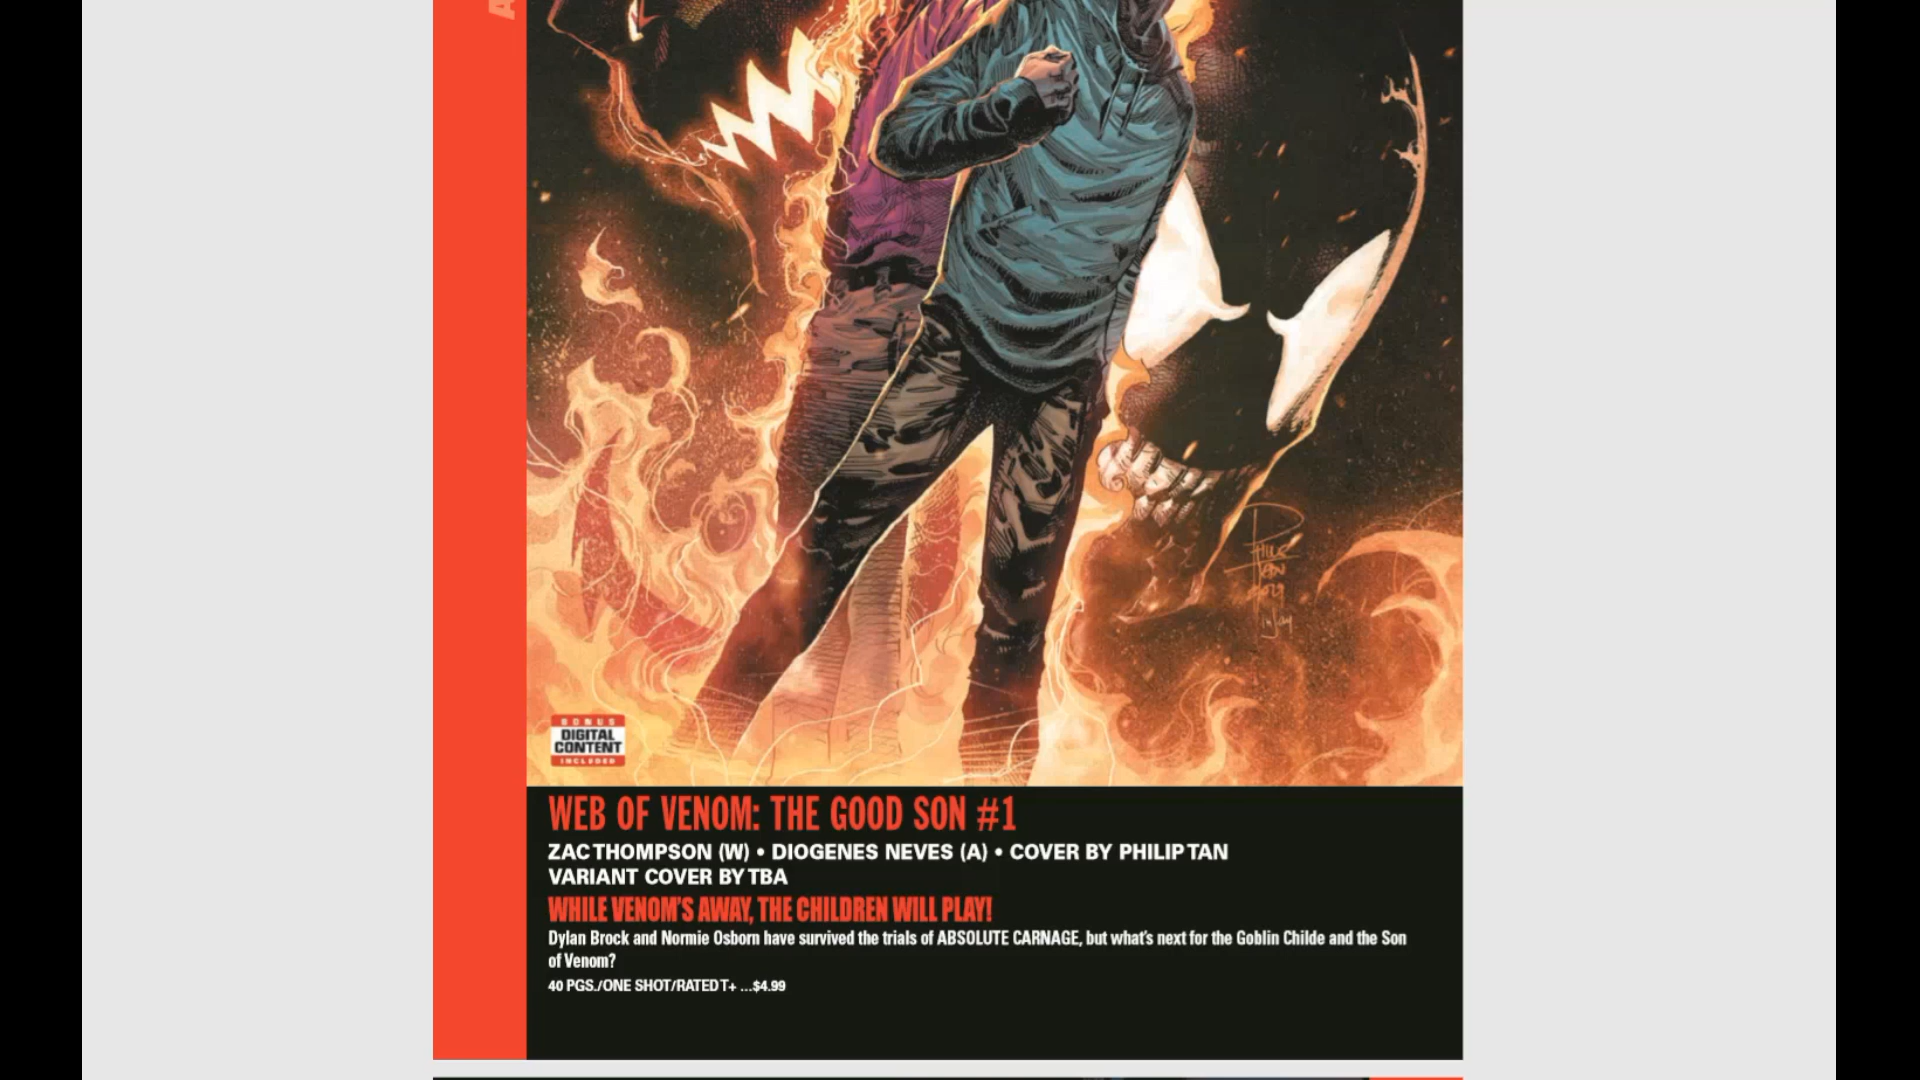 PHILIP
TAN
2019
BONUS
DIGITAL
CONTENT
INCLUDED
WEB OF VENOM: THE GOOD SON #1
ZAC THOMPSON (W) • DIOGENES NEVES (A) • COVER BY PHILIP TAN
VARIANT COVER BY TBA
WHILE VENOM'S AWAY, THE CHILDREN WILL PLAY!
Dylan Brock and Normie Osborn have survived the trials of ABSOLUTE CARNAGE, but what's next for the Goblin Childe and the Son
of Venom?
40 PGS./ONE SHOT/RATED T+ ...$4.99